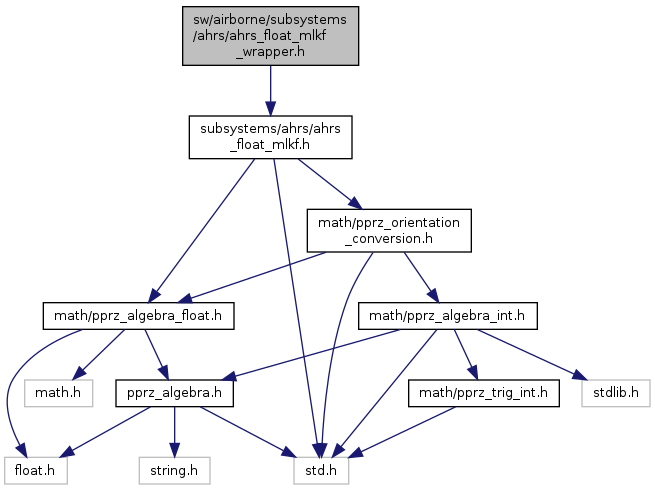 sw/airborne/subsystems
/ahrs/ahrs_float_mlkf
_wrapper.h
subsystems/ahrs/ahrs
_float_mlkf.h
math/pprz_orientation
_conversion.h
math/pprz_algebra_float.h
math/pprz_algebra_int.h
math.h
pprz_algebra.h
math/pprz_trig_int.h
stdlib.h
float.h
string.h
std.h